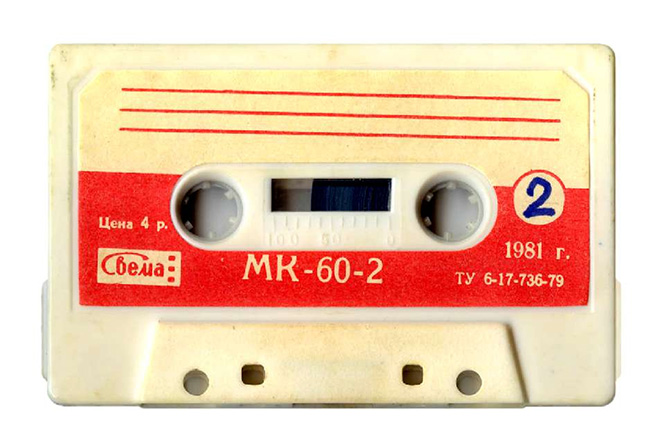 2
Цена 4 р.
100 50 0
1981 г.
Свема
МК-60-2
ТУ 6-17-736-79